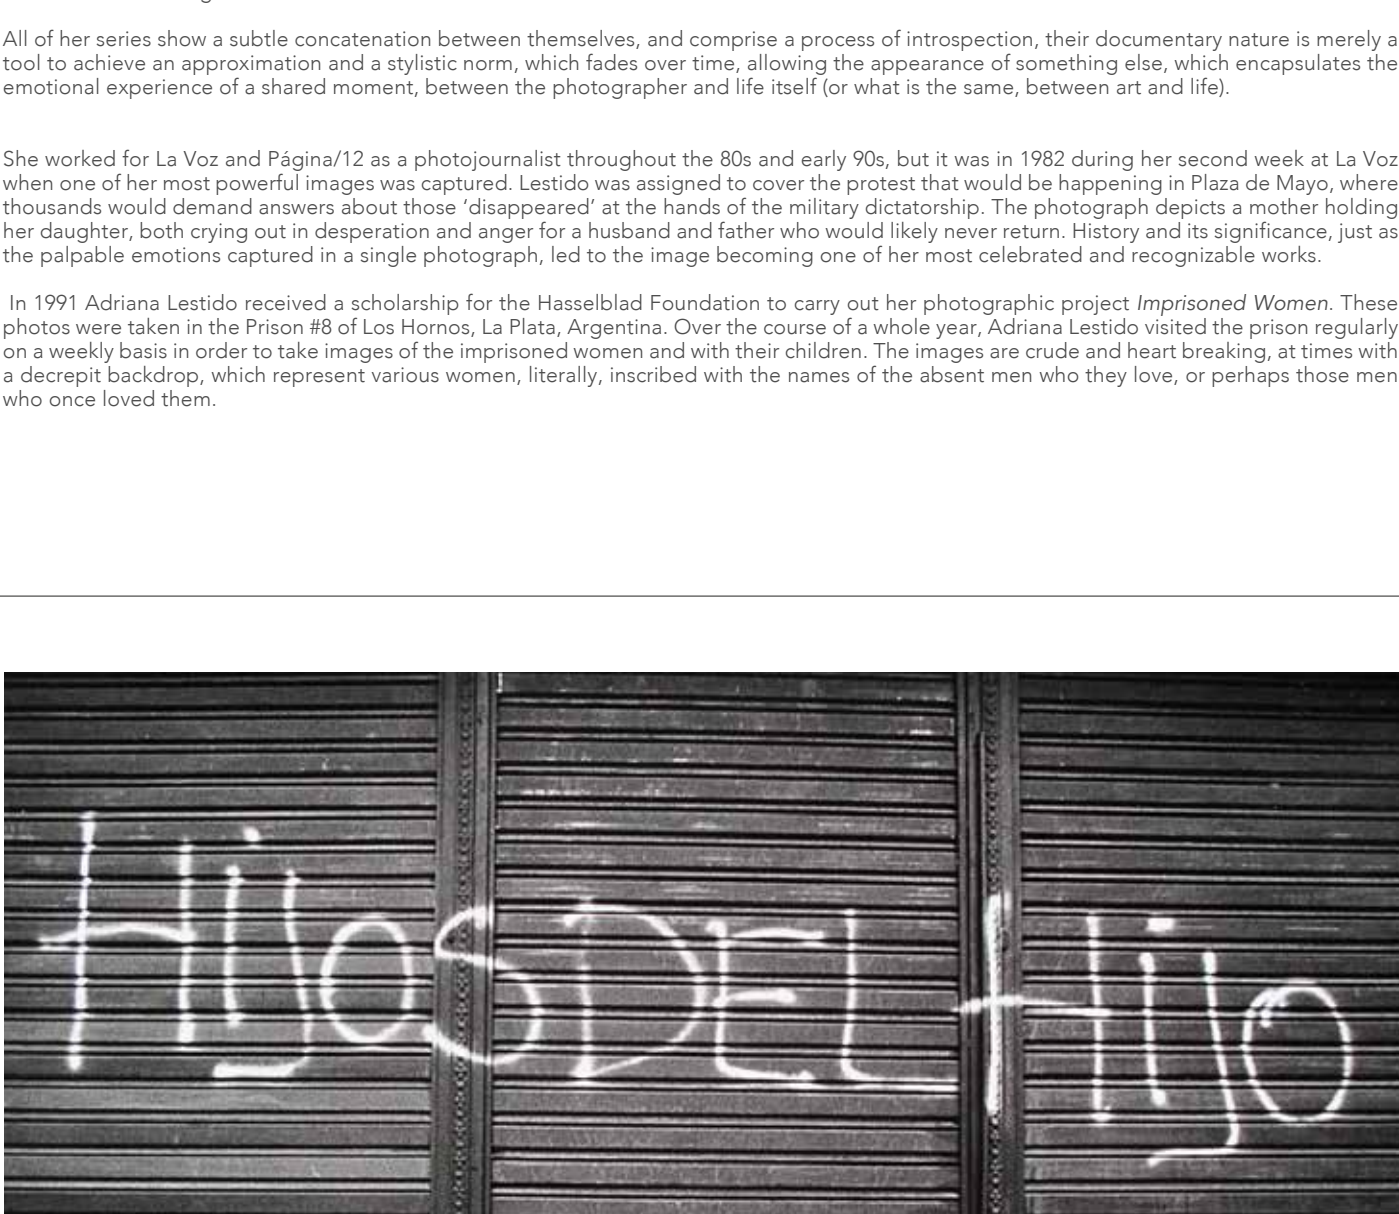 All of her series show a subtle concatenation between themselves, and comprise a process of introspection, their documentary nature is merely a
tool to achieve an approximation and a stylistic norm, which fades over time, allowing the appearance of something else, which encapsulates the
emotional experience of a shared moment, between the photographer and life itself (or what is the same, between art and life).
She worked for La Voz and Página/12 as a photojournalist throughout the 80s and early 90s, but it was in 1982 during her second week at La Voz
when one of her most powerful images was captured. Lestido was assigned to cover the protest that would be happening in Plaza de Mayo, where
thousands would demand answers about those ‘disappeared’ at the hands of the military dictatorship. The photograph depicts a mother holding
her daughter, both crying out in desperation and anger for a husband and father who would likely never return. History and its significance, just as
the palpable emotions captured in a single photograph, led to the image becoming one of her most celebrated and recognizable works.
In 1991 Adriana Lestido received a scholarship for the Hasselblad Foundation to carry out her photographic project Imprisoned Women. These
photos were taken in the Prison #8 of Los Hornos, La Plata, Argentina. Over the course of a whole year, Adriana Lestido visited the prison regularly
on a weekly basis in order to take images of the imprisoned women and with their children. The images are crude and heart breaking, at times with
a decrepit backdrop, which represent various women, literally, inscribed with the names of the absent men who they love, or perhaps those men
who once loved them.
HijoS DEL Hijo